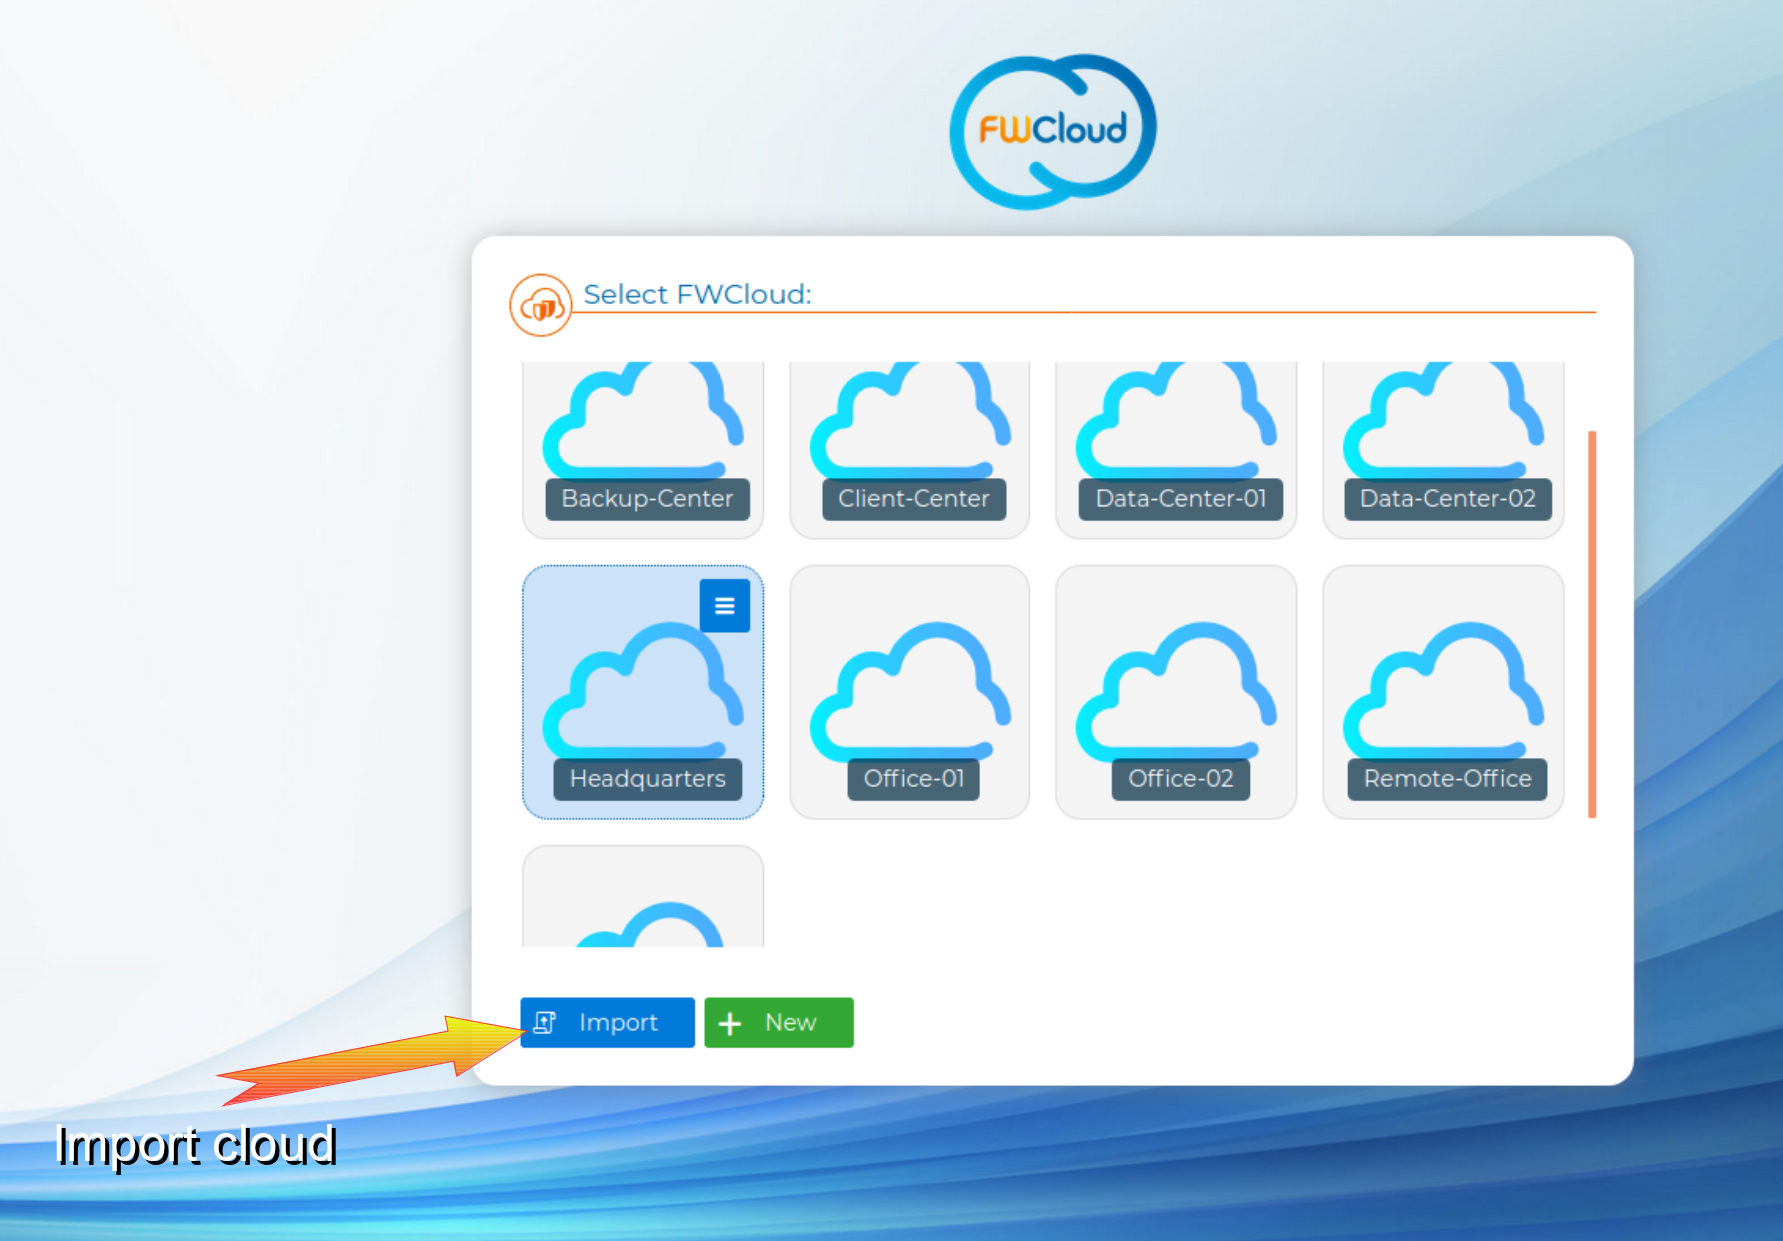 FWCloud
Select FWCloud:
Backup-Center
Client-Center
Data-Center-01
Data-Center-02
Headquarters
Office-01
Office-02
Remote-Office
Import
New
Import cloud